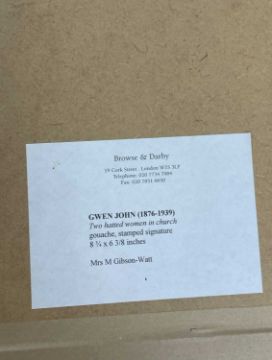 Browse & Darby
19 Cork Street, London W1S 3LP
Telephone: 020 7734 7984
Fax: 020 7851 6650
GWEN JOHN (1876-1939)
Two hatted women in church
gouache, stamped signature
8 ¼ x 6 3/8 inches
Mrs M Gibson-Watt